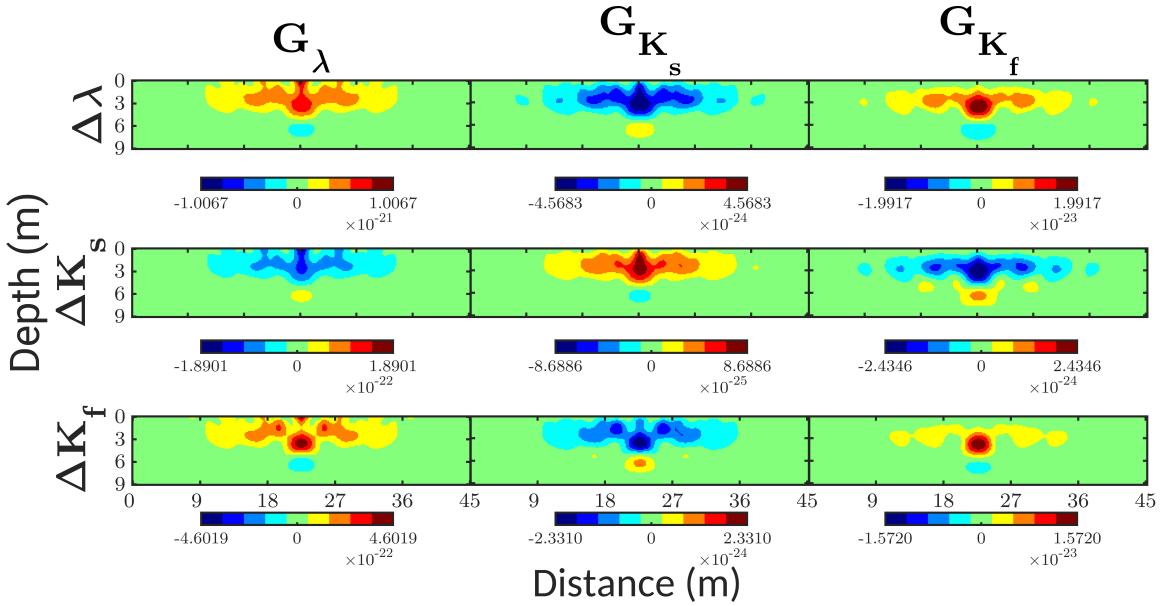 G_λ G_K_s G_K_f
Δλ
0
3
6
9
-1.0067 0 1.0067 -4.5683 0 4.5683 -1.9917 0 1.9917
×10^-21 ×10^-24 ×10^-23
Depth (m)
ΔK_s
0
3
6
9
-1.8901 0 1.8901 -8.6886 0 8.6886 -2.4346 0 2.4346
×10^-22 ×10^-25 ×10^-24
ΔK_f
0
3
6
9
0 9 18 27 36 45 9 18 27 36 45 9 18 27 36 45
-4.6019 0 4.6019 -2.3310 0 2.3310 -1.5720 0 1.5720
×10^-22 ×10^-24 ×10^-23
Distance (m)